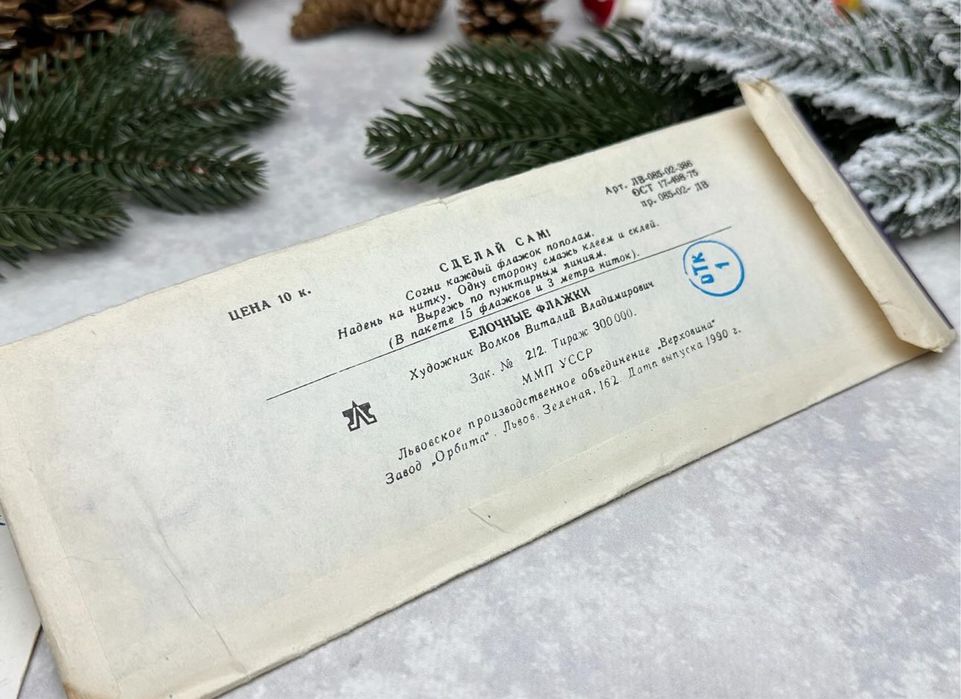 Арт. ЛВ-085-02-386
ОСТ 17-498-75
пр. 085-02- ЛВ
ЦЕНА 10 к.
СДЕЛАЙ САМ!
Согни каждый флажок пополам.
Надень на нитку. Одну сторону смажь клеем и склей.
Вырежь по пунктирным линиям.
(В пакете 15 флажков и 3 метра ниток).
ОТК
1
ЕЛОЧНЫЕ ФЛАЖКИ
Художник Волков Виталий Владимирович
Зак. № 212. Тираж 300000.
ММП УССР
Львовское производственное объединение „Верховина"
Завод „Орбита". Львов. Зеленая, 162. Дата выпуска 1990 г.